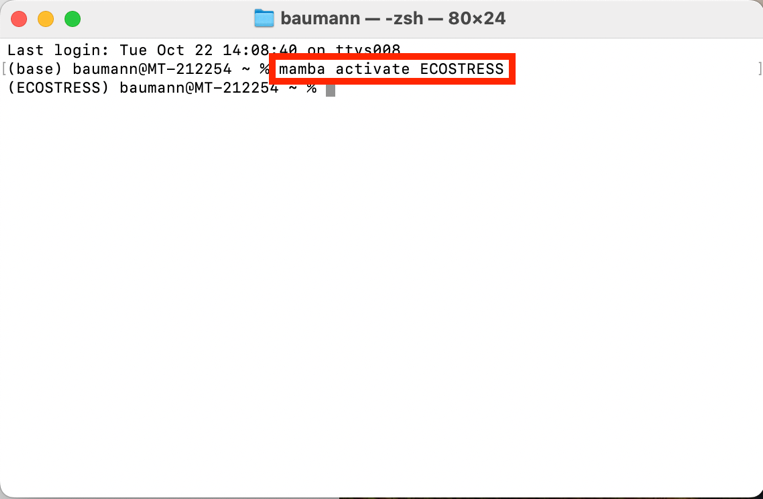 baumann — -zsh — 80×24
Last login: Tue Oct 22 14:08:40 on ttys008
[(base) baumann@MT-212254 ~ % mamba activate ECOSTRESS ]
(ECOSTRESS) baumann@MT-212254 ~ %